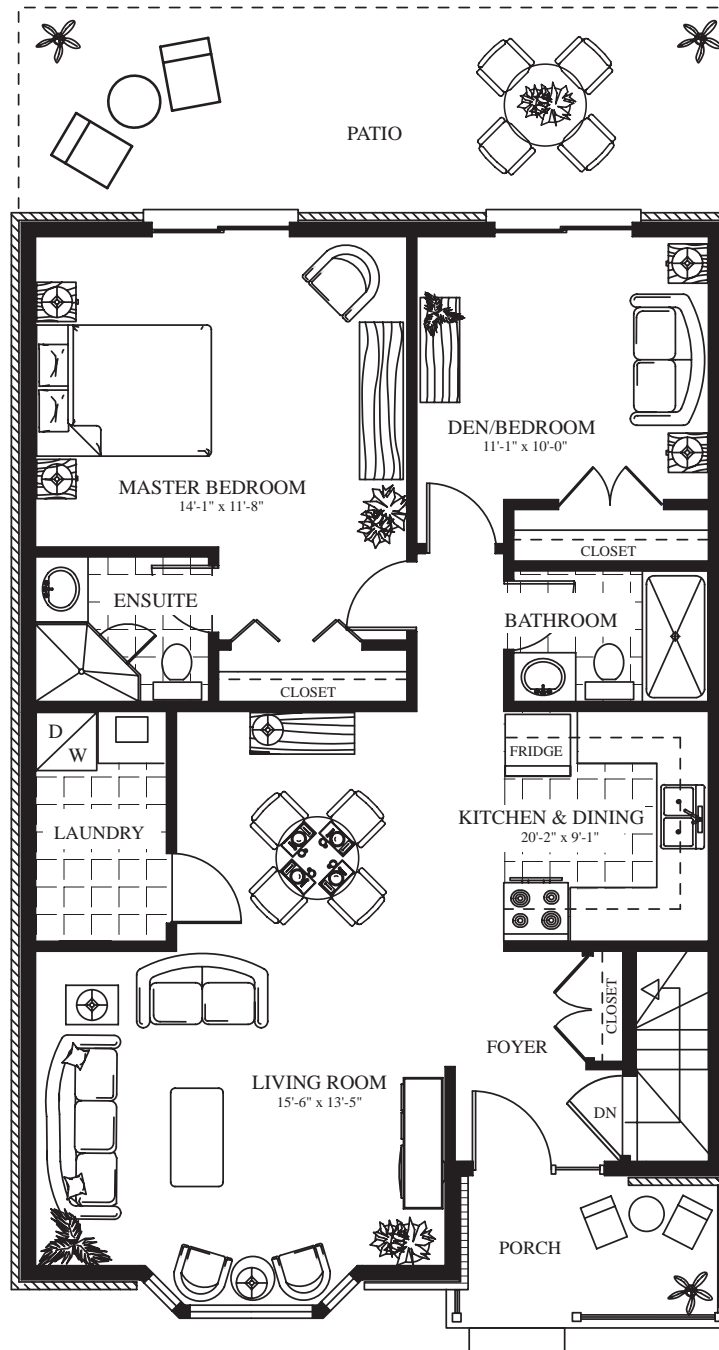 PATIO
DEN/BEDROOM
11'-1" x 10'-0"
MASTER BEDROOM
14'-1" x 11'-8"
CLOSET
ENSUITE
BATHROOM
CLOSET
D
W
FRIDGE
LAUNDRY
KITCHEN & DINING
20'-2" x 9'-1"
CLOSET
FOYER
LIVING ROOM
15'-6" x 13'-5"
DN
PORCH